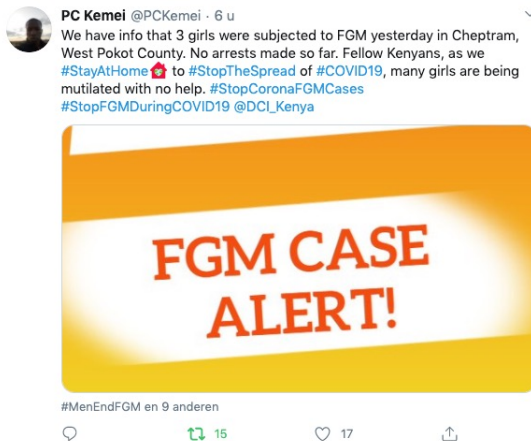 PC Kemei @PCKemei · 6 u
We have info that 3 girls were subjected to FGM yesterday in Cheptram,
West Pokot County. No arrests made so far. Fellow Kenyans, as we
#StayAtHome to #StopTheSpread of #COVID19, many girls are being
mutilated with no help. #StopCoronaFGMCases
#StopFGMDuringCOVID19 @DCI_Kenya
FGM CASE
ALERT!
#MenEndFGM en 9 anderen
15 17